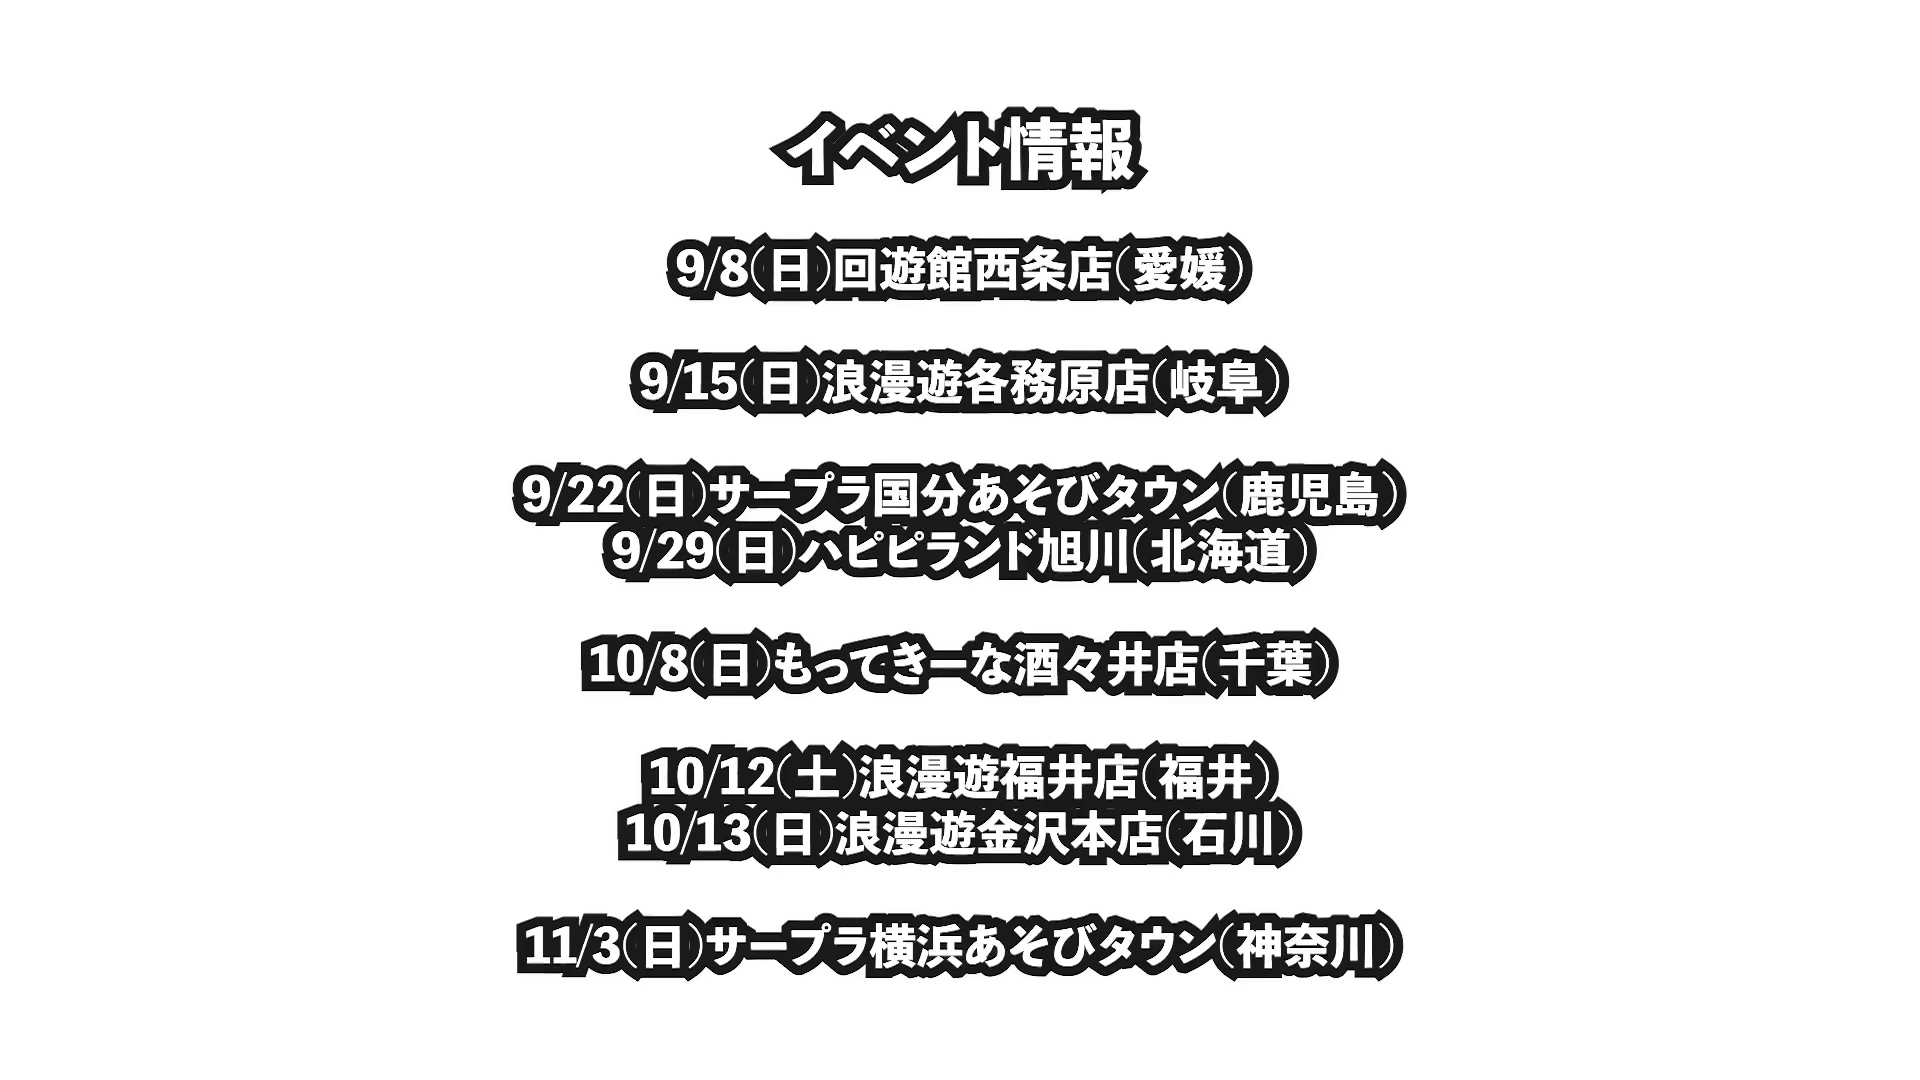 イベント情報
9/8(日)回遊館西条店(愛媛)
9/15(日)浪漫遊各務原店(岐阜)
9/22(日)サープラ国分あそびタウン(鹿児島)
9/29(日)ハピピランド旭川(北海道)
10/8(日)もってきーな酒々井店(千葉)
10/12(土)浪漫遊福井店(福井)
10/13(日)浪漫遊金沢本店(石川)
11/3(日)サープラ横浜あそびタウン(神奈川)